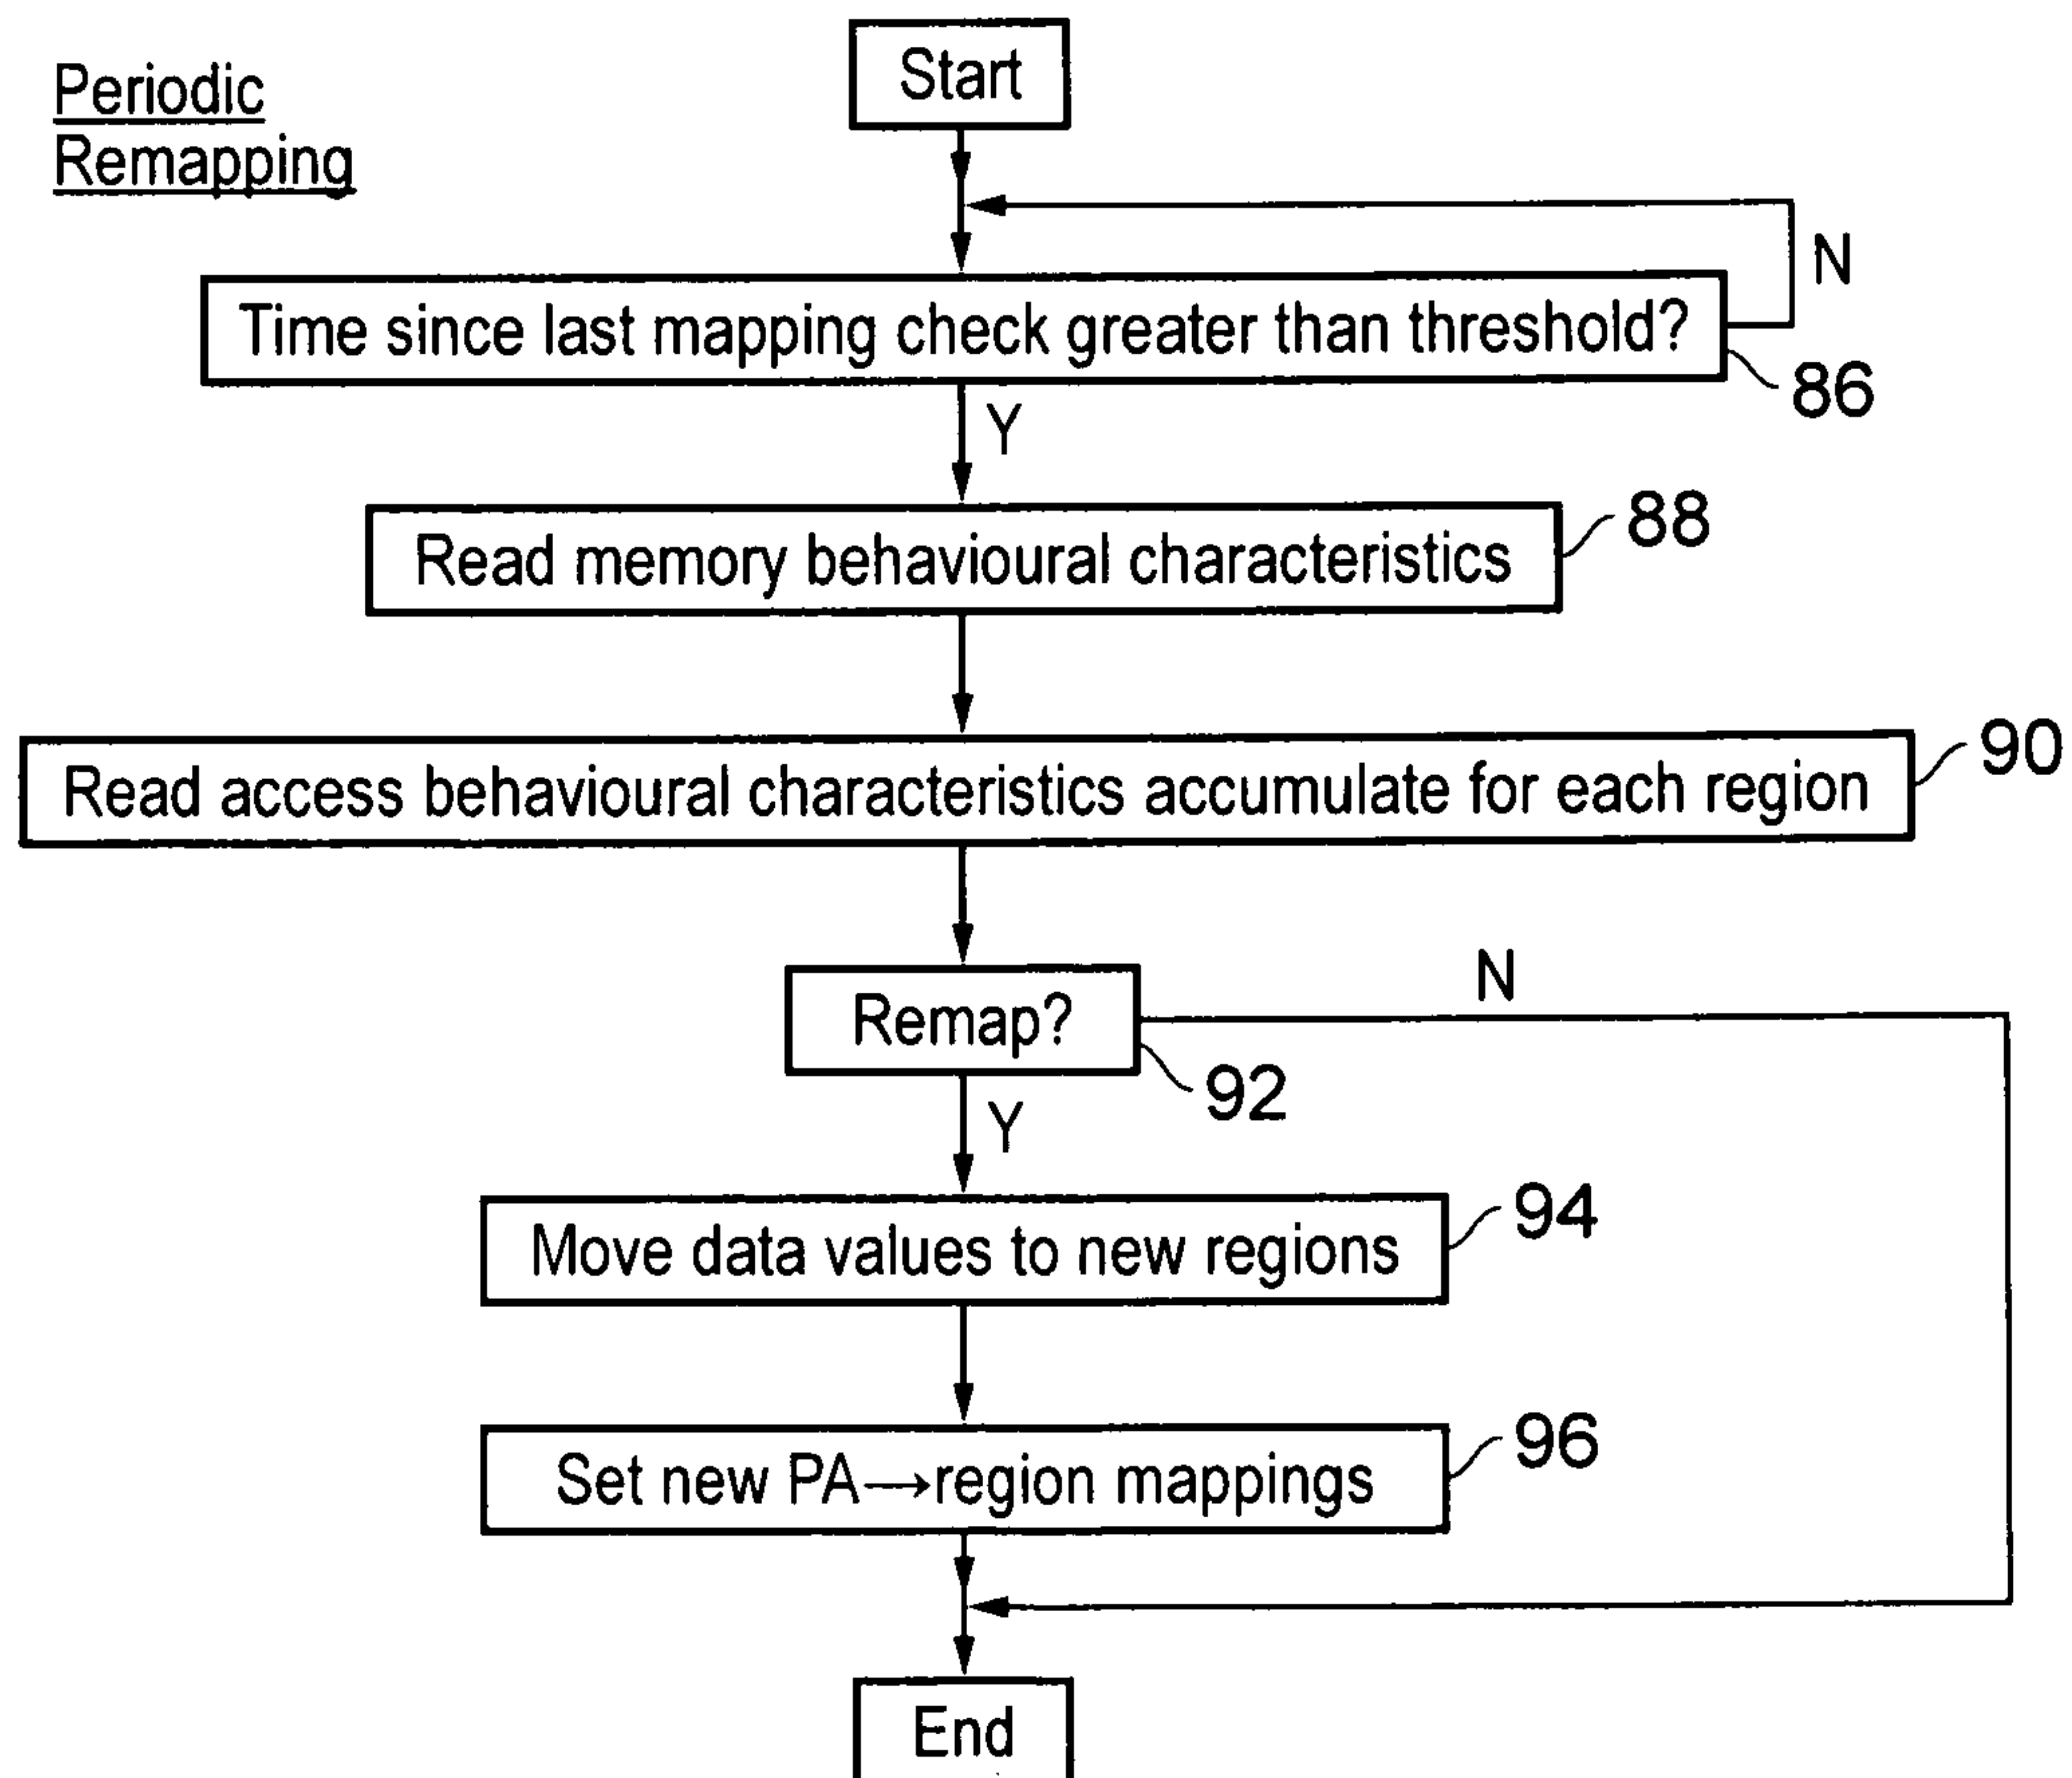 Periodic
Remapping
Start
N
Time since last mapping check greater than threshold?
86
Y
Read memory behavioural characteristics
88
Read access behavioural characteristics accumulate for each region
90
Remap?
N
92
Y
Move data values to new regions
94
Set new PA→region mappings
96
End